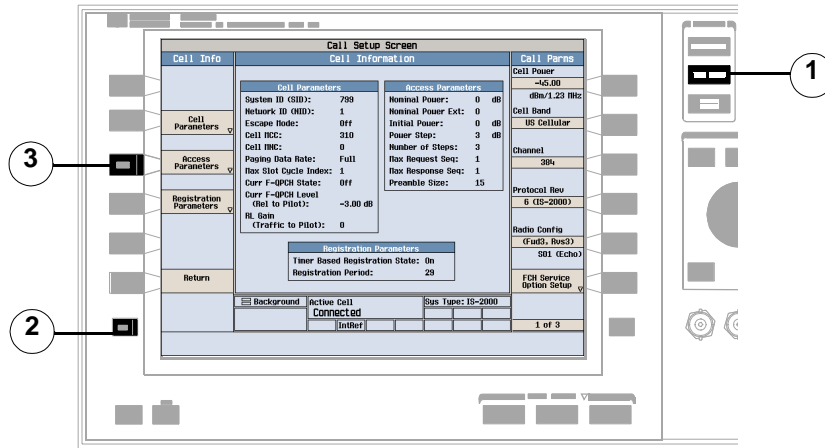 Call Setup Screen
Cell Info
Cell Information
Call Parms
Cell Parameters
System ID (SID): 799
Network ID (NID): 1
Escape Mode: Off
Cell MCC: 310
Cell MNC: 0
Paging Data Rate: Full
Max Slot Cycle Index: 1
Curr F-QPCH State: Off
Curr F-QPCH Level
(Rel to Pilot): -3.00 dB
RL Gain
(Traffic to Pilot): 0
Access Parameters
Nominal Power: 0 dB
Nominal Power Ext: 0
Initial Power: 0 dB
Power Step: 3 dB
Number of Steps: 3
Max Request Seq: 1
Max Response Seq: 1
Preamble Size: 15
Registration Parameters
Timer Based Registration State: On
Registration Period: 29
Cell
Parameters
Access
Parameters
Registration
Parameters
Return
Cell Power
-45.00
dBm/1.23 MHz
Cell Band
US Cellular
Channel
384
Protocol Rev
6 (IS-2000)
Radio Config
(Fwd3, Rvs3)
SO1 (Echo)
FCH Service
Option Setup
Background
Active Cell
Connected
Sys Type: IS-2000
IntRef
1 of 3
1
3
2